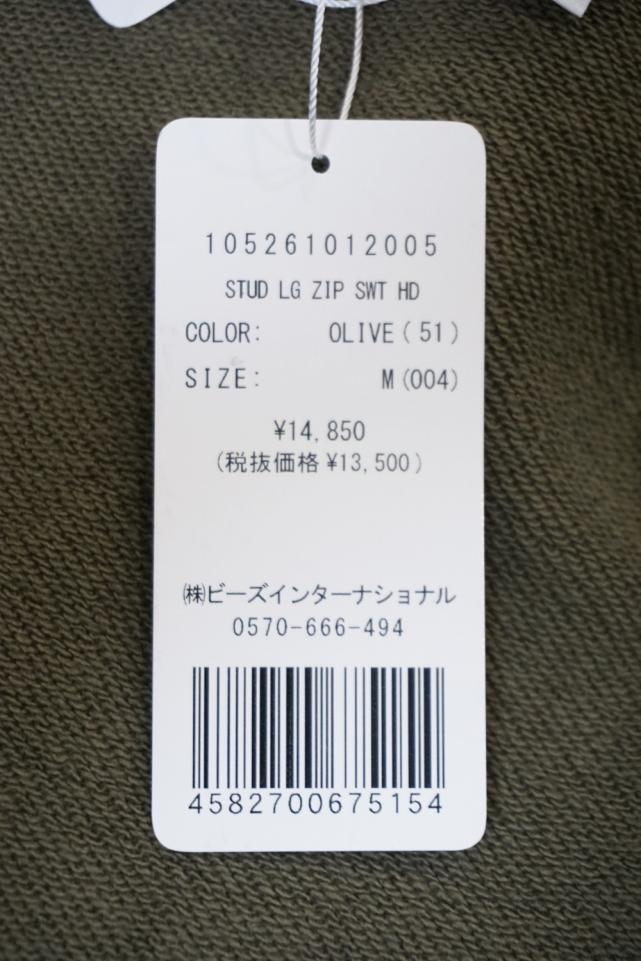 105261012005
STUD LG ZIP SWT HD
COLOR: OLIVE(51)
SIZE: M(004)
¥14,850
(税抜価格¥13,500)
㈱ビーズインターナショナル
0570-666-494
4582700675154